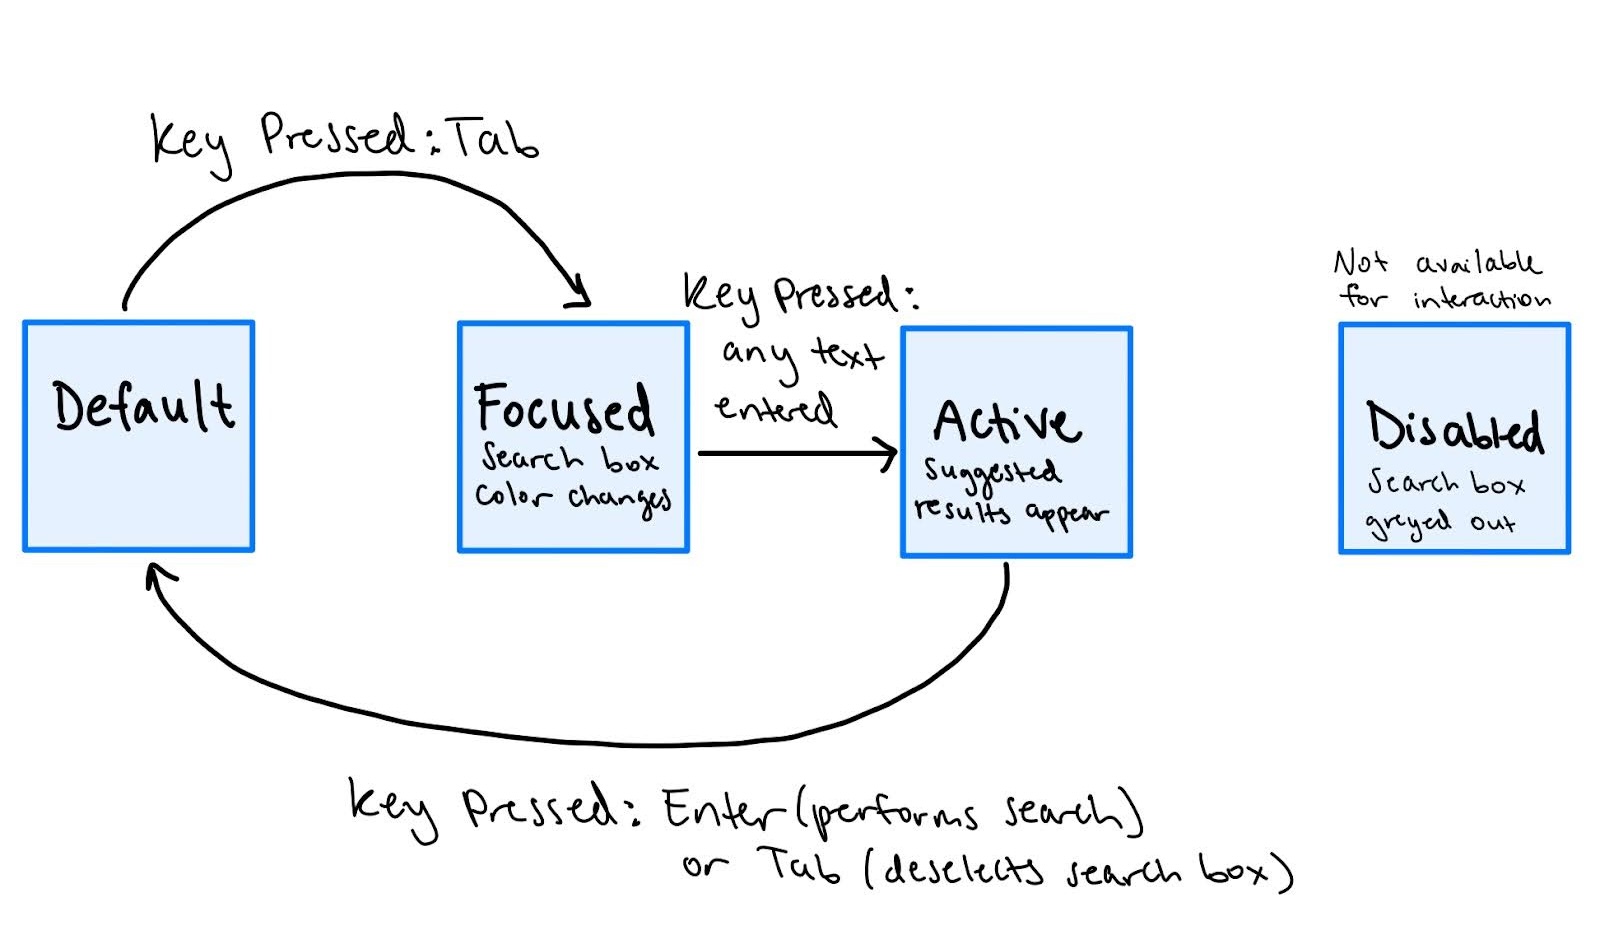 Key Pressed: Tab
Default
Focused
Search box
color changes
Key Pressed:
any text
entered
Active
Suggested
results appear
Not available
for interaction
Disabled
Search box
greyed out
Key Pressed: Enter (performs search)
or Tab (deselects search box)